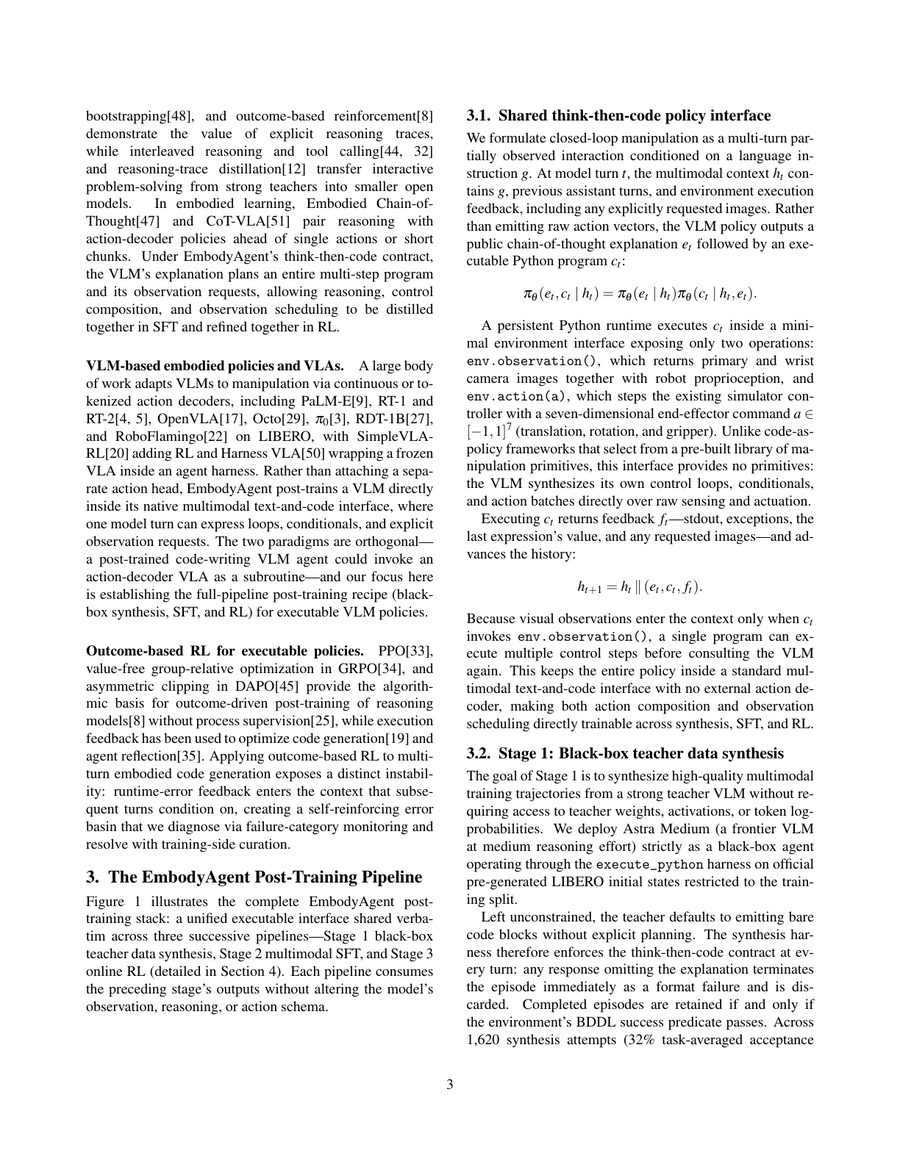 bootstrapping[48], and outcome-based reinforcement[8]
demonstrate the value of explicit reasoning traces,
while interleaved reasoning and tool calling[44, 32]
and reasoning-trace distillation[12] transfer interactive
problem-solving from strong teachers into smaller open
models. In embodied learning, Embodied Chain-of-
Thought[47] and CoT-VLA[51] pair reasoning with
action-decoder policies ahead of single actions or short
chunks. Under EmbodyAgent's think-then-code contract,
the VLM's explanation plans an entire multi-step program
and its observation requests, allowing reasoning, control
composition, and observation scheduling to be distilled
together in SFT and refined together in RL.
VLM-based embodied policies and VLAs. A large body
of work adapts VLMs to manipulation via continuous or to-
kenized action decoders, including PaLM-E[9], RT-1 and
RT-2[4, 5], OpenVLA[17], Octo[29], π0[3], RDT-1B[27],
and RoboFlamingo[22] on LIBERO, with SimpleVLA-
RL[20] adding RL and Harness VLA[50] wrapping a frozen
VLA inside an agent harness. Rather than attaching a sepa-
rate action head, EmbodyAgent post-trains a VLM directly
inside its native multimodal text-and-code interface, where
one model turn can express loops, conditionals, and explicit
observation requests. The two paradigms are orthogonal—
a post-trained code-writing VLM agent could invoke an
action-decoder VLA as a subroutine—and our focus here
is establishing the full-pipeline post-training recipe (black-
box synthesis, SFT, and RL) for executable VLM policies.
Outcome-based RL for executable policies. PPO[33],
value-free group-relative optimization in GRPO[34], and
asymmetric clipping in DAPO[45] provide the algorith-
mic basis for outcome-driven post-training of reasoning
models[8] without process supervision[25], while execution
feedback has been used to optimize code generation[19] and
agent reflection[35]. Applying outcome-based RL to multi-
turn embodied code generation exposes a distinct instabil-
ity: runtime-error feedback enters the context that subse-
quent turns condition on, creating a self-reinforcing error
basin that we diagnose via failure-category monitoring and
resolve with training-side curation.
3. The EmbodyAgent Post-Training Pipeline
Figure 1 illustrates the complete EmbodyAgent post-
training stack: a unified executable interface shared verba-
tim across three successive pipelines—Stage 1 black-box
teacher data synthesis, Stage 2 multimodal SFT, and Stage 3
online RL (detailed in Section 4). Each pipeline consumes
the preceding stage's outputs without altering the model's
observation, reasoning, or action schema.
3.1. Shared think-then-code policy interface
We formulate closed-loop manipulation as a multi-turn par-
tially observed interaction conditioned on a language in-
struction g. At model turn t, the multimodal context ht con-
tains g, previous assistant turns, and environment execution
feedback, including any explicitly requested images. Rather
than emitting raw action vectors, the VLM policy outputs a
public chain-of-thought explanation et followed by an exe-
cutable Python program ct:
πθ(et, ct | ht) = πθ(et | ht)πθ(ct | ht, et).
A persistent Python runtime executes ct inside a mini-
mal environment interface exposing only two operations:
env.observation(), which returns primary and wrist
camera images together with robot proprioception, and
env.action(a), which steps the existing simulator con-
troller with a seven-dimensional end-effector command a ∈
[−1, 1]^7 (translation, rotation, and gripper). Unlike code-as-
policy frameworks that select from a pre-built library of ma-
nipulation primitives, this interface provides no primitives:
the VLM synthesizes its own control loops, conditionals,
and action batches directly over raw sensing and actuation.
Executing ct returns feedback ft—stdout, exceptions, the
last expression's value, and any requested images—and ad-
vances the history:
ht+1 = ht ∥ (et, ct, ft).
Because visual observations enter the context only when ct
invokes env.observation(), a single program can ex-
ecute multiple control steps before consulting the VLM
again. This keeps the entire policy inside a standard mul-
timodal text-and-code interface with no external action de-
coder, making both action composition and observation
scheduling directly trainable across synthesis, SFT, and RL.
3.2. Stage 1: Black-box teacher data synthesis
The goal of Stage 1 is to synthesize high-quality multimodal
training trajectories from a strong teacher VLM without re-
quiring access to teacher weights, activations, or token log-
probabilities. We deploy Astra Medium (a frontier VLM
at medium reasoning effort) strictly as a black-box agent
operating through the execute_python harness on official
pre-generated LIBERO initial states restricted to the train-
ing split.
Left unconstrained, the teacher defaults to emitting bare
code blocks without explicit planning. The synthesis har-
ness therefore enforces the think-then-code contract at ev-
ery turn: any response omitting the explanation terminates
the episode immediately as a format failure and is dis-
carded. Completed episodes are retained if and only if
the environment's BDDL success predicate passes. Across
1,620 synthesis attempts (32% task-averaged acceptance
3